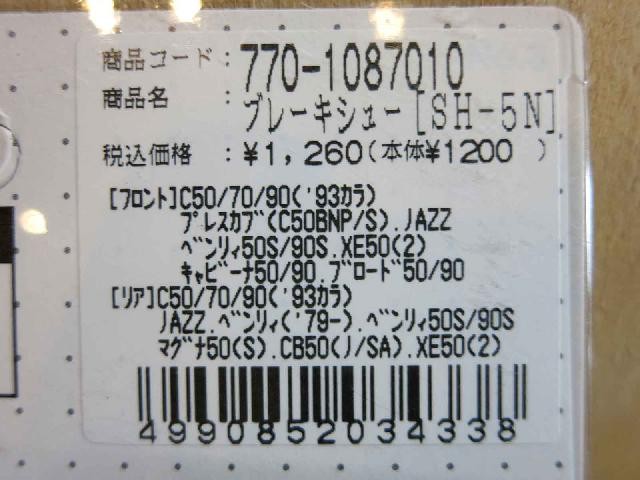 商品コード : 770-1087010
商品名 : ブレーキシュー[SH-5N]
税込価格 : ¥1,260(本体¥1200 )
[ﾌﾛﾝﾄ]C50/70/90('93ｶﾗ)
ﾌﾟﾚｽｶﾌﾞ(C50BNP/S).JAZZ
ﾍﾞﾝﾘｨ50S/90S.XE50(2)
ｷｬﾋﾞｰﾅ50/90.ﾌﾞﾛｰﾄﾞ50/90
[ﾘｱ]C50/70/90('93ｶﾗ)
JAZZ.ﾍﾞﾝﾘｨ('79-).ﾍﾞﾝﾘｨ50S/90S
ﾏｸﾞﾅ50(S).CB50(J/SA).XE50(2)
4990852034338